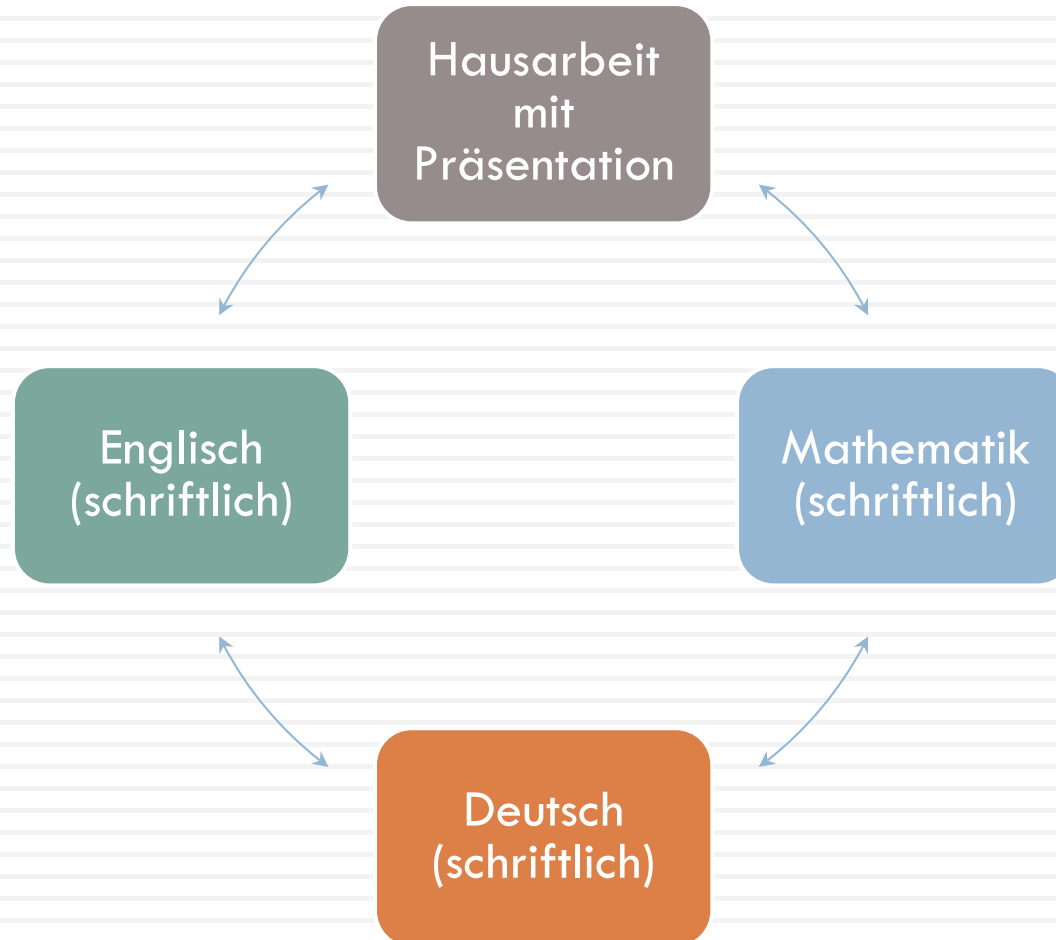 Hausarbeit
mit
Präsentation
Englisch
(schriftlich)
Mathematik
(schriftlich)
Deutsch
(schriftlich)